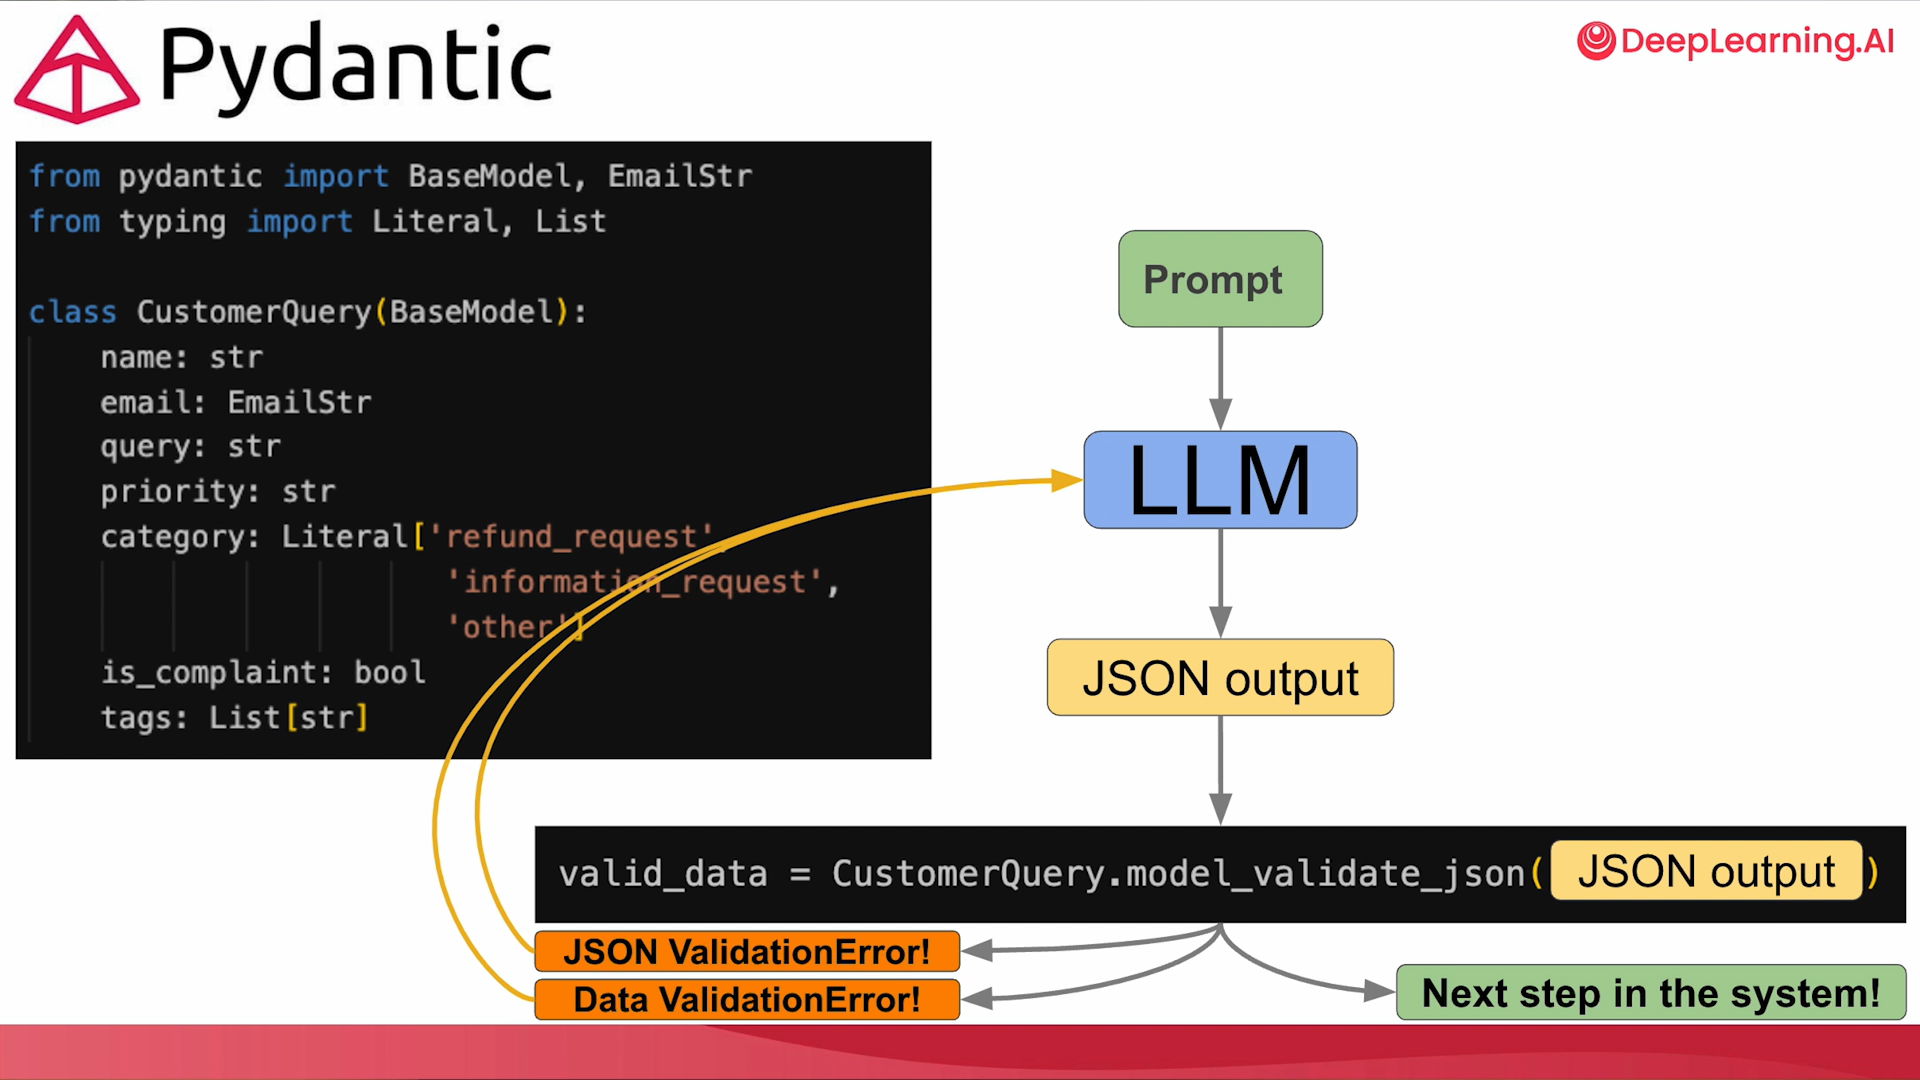 Pydantic
DeepLearning.AI
from pydantic import BaseModel, EmailStr
from typing import Literal, List
class CustomerQuery(BaseModel):
name: str
email: EmailStr
query: str
priority: str
category: Literal['refund_request',
'information_request',
'other']
is_complaint: bool
tags: List[str]
Prompt
LLM
JSON output
valid_data = CustomerQuery.model_validate_json(JSON output)
JSON ValidationError!
Data ValidationError!
Next step in the system!